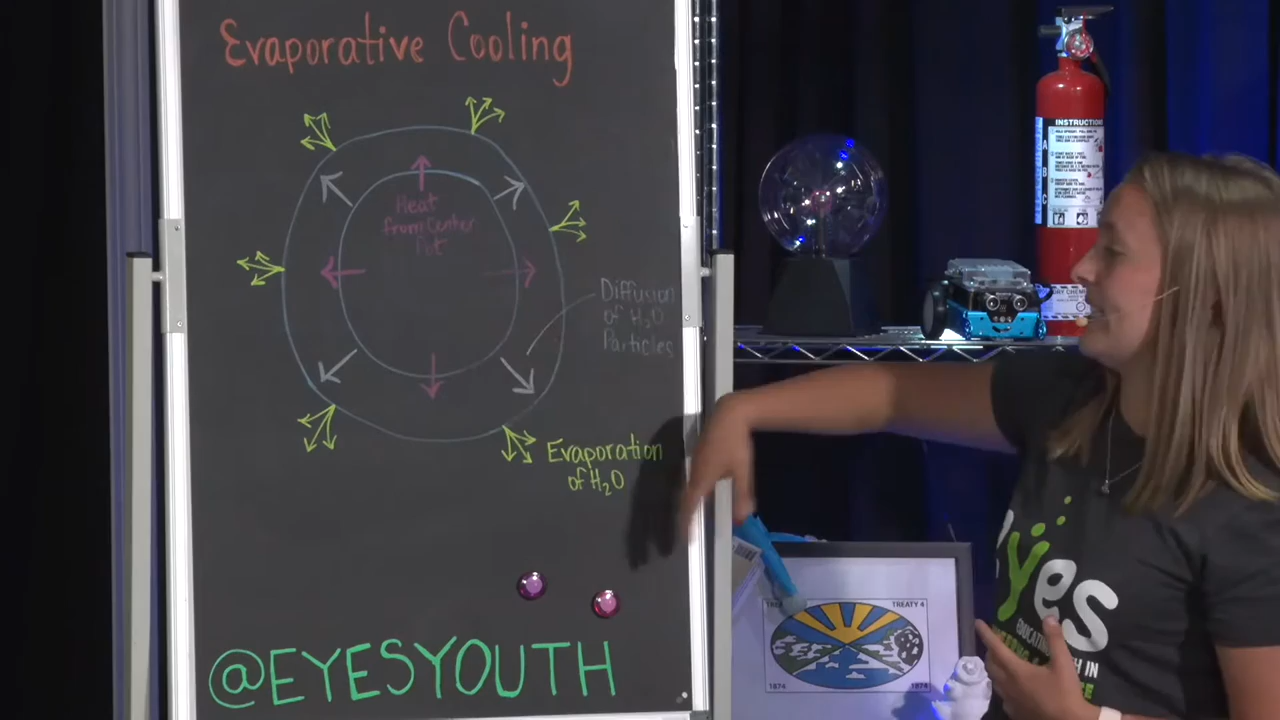 Evaporative Cooling
Heat
from Center
Pot
Diffusion
of H2O
Particles
Evaporation
of H2O
@EYESYOUTH
INSTRUCTIONS
A
B
C
TREATY 4
1874
1874
eyes